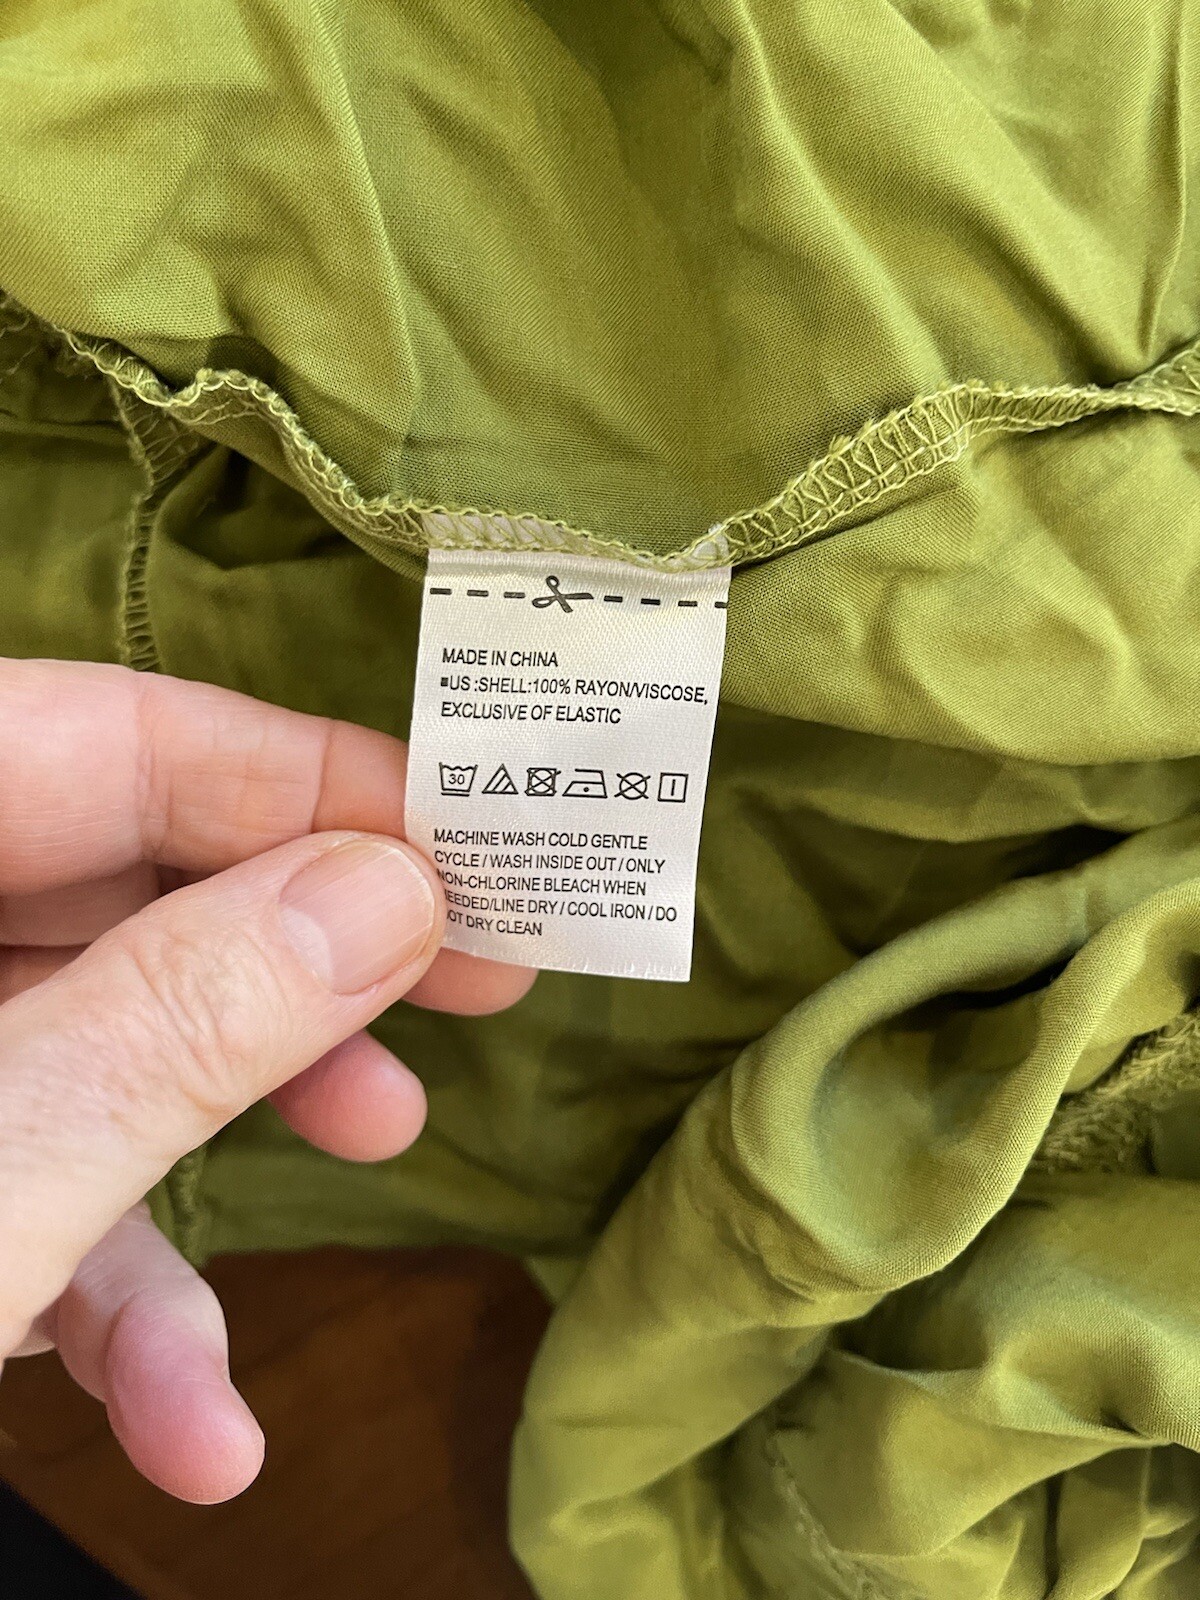 MADE IN CHINA
▪US :SHELL:100% RAYON/VISCOSE,
EXCLUSIVE OF ELASTIC
30
MACHINE WASH COLD GENTLE
CYCLE / WASH INSIDE OUT / ONLY
NON-CHLORINE BLEACH WHEN
NEEDED/LINE DRY / COOL IRON / DO
NOT DRY CLEAN